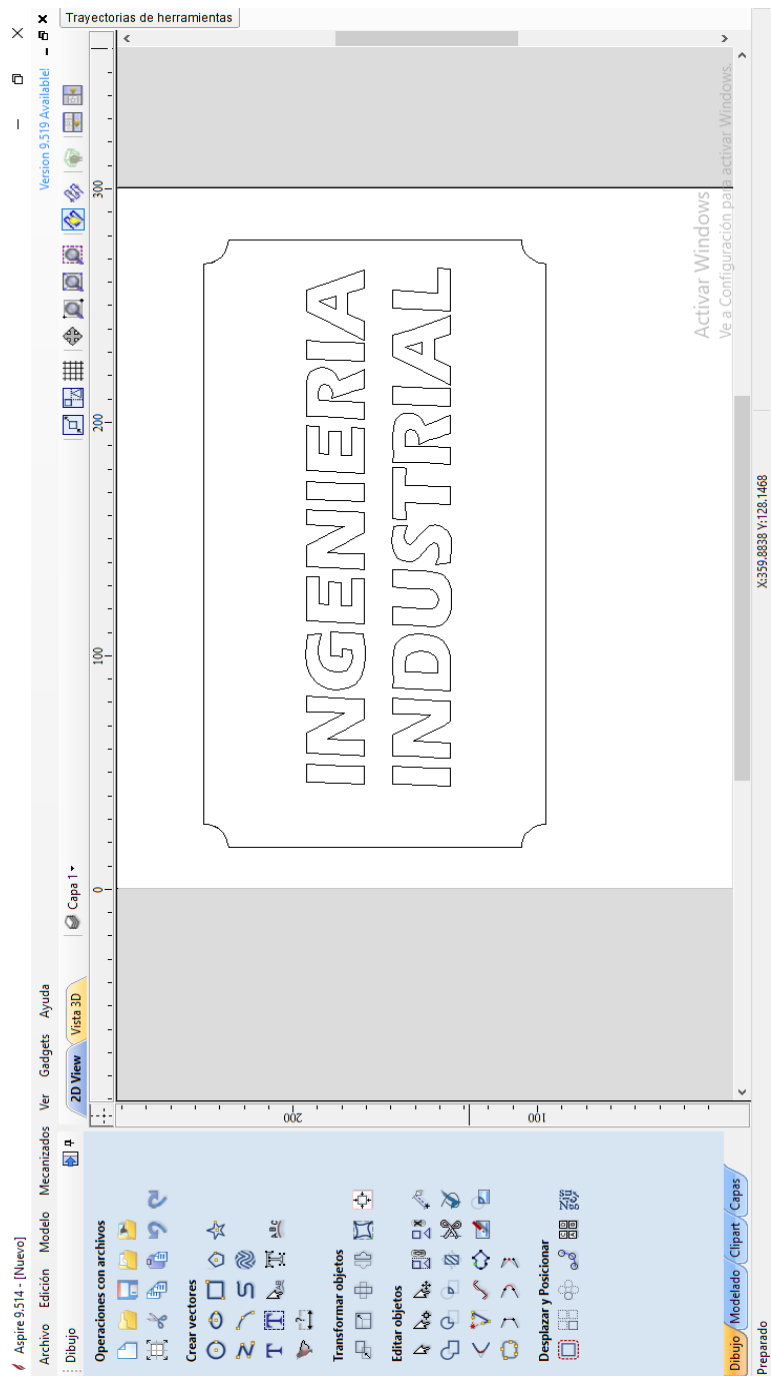 Aspire 9.514 - [Nuevo]
Archivo Edición Modelo Mecanizados Ver Gadgets Ayuda
Version 9.519 Available!
Dibujo
2D View Vista 3D
Capa 1
Trayectorias de herramientas
Operaciones con archivos
Crear vectores
Transformar objetos
Editar objetos
Desplazar y Posicionar
0 100 200 300
200
100
INGENIERIA
INDUSTRIAL
Activar Windows
Ve a Configuración para activar Windows.
Dibujo Modelado Clipart Capas
Preparado
X:359.8838 Y:128.1468